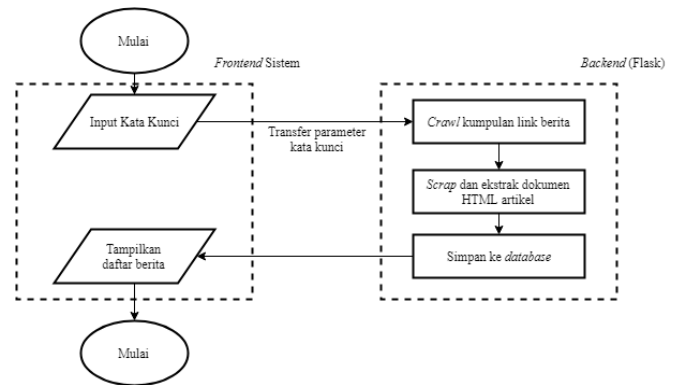 Mulai
Frontend Sistem
Backend (Flask)
Input Kata Kunci
Transfer parameter
kata kunci
Crawl kumpulan link berita
Scrap dan ekstrak dokumen
HTML artikel
Tampilkan
daftar berita
Simpan ke database
Mulai